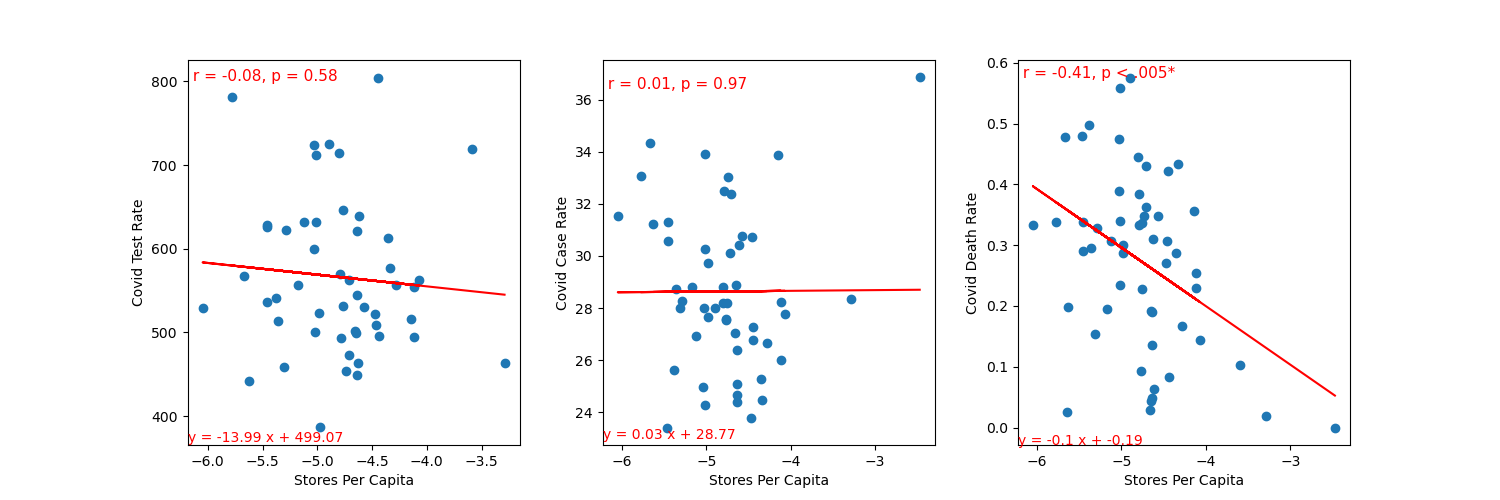 r = -0.08, p = 0.58
800
700
600
500
400
Covid Test Rate
y = -13.99 x + 499.07
−6.0 −5.5 −5.0 −4.5 −4.0 −3.5
Stores Per Capita
r = 0.01, p = 0.97
36
34
32
30
28
26
24
Covid Case Rate
y = 0.03 x + 28.77
−6 −5 −4 −3
Stores Per Capita
r = -0.41, p < .005*
0.6
0.5
0.4
0.3
0.2
0.1
0.0
Covid Death Rate
y = -0.1 x + -0.19
−6 −5 −4 −3
Stores Per Capita